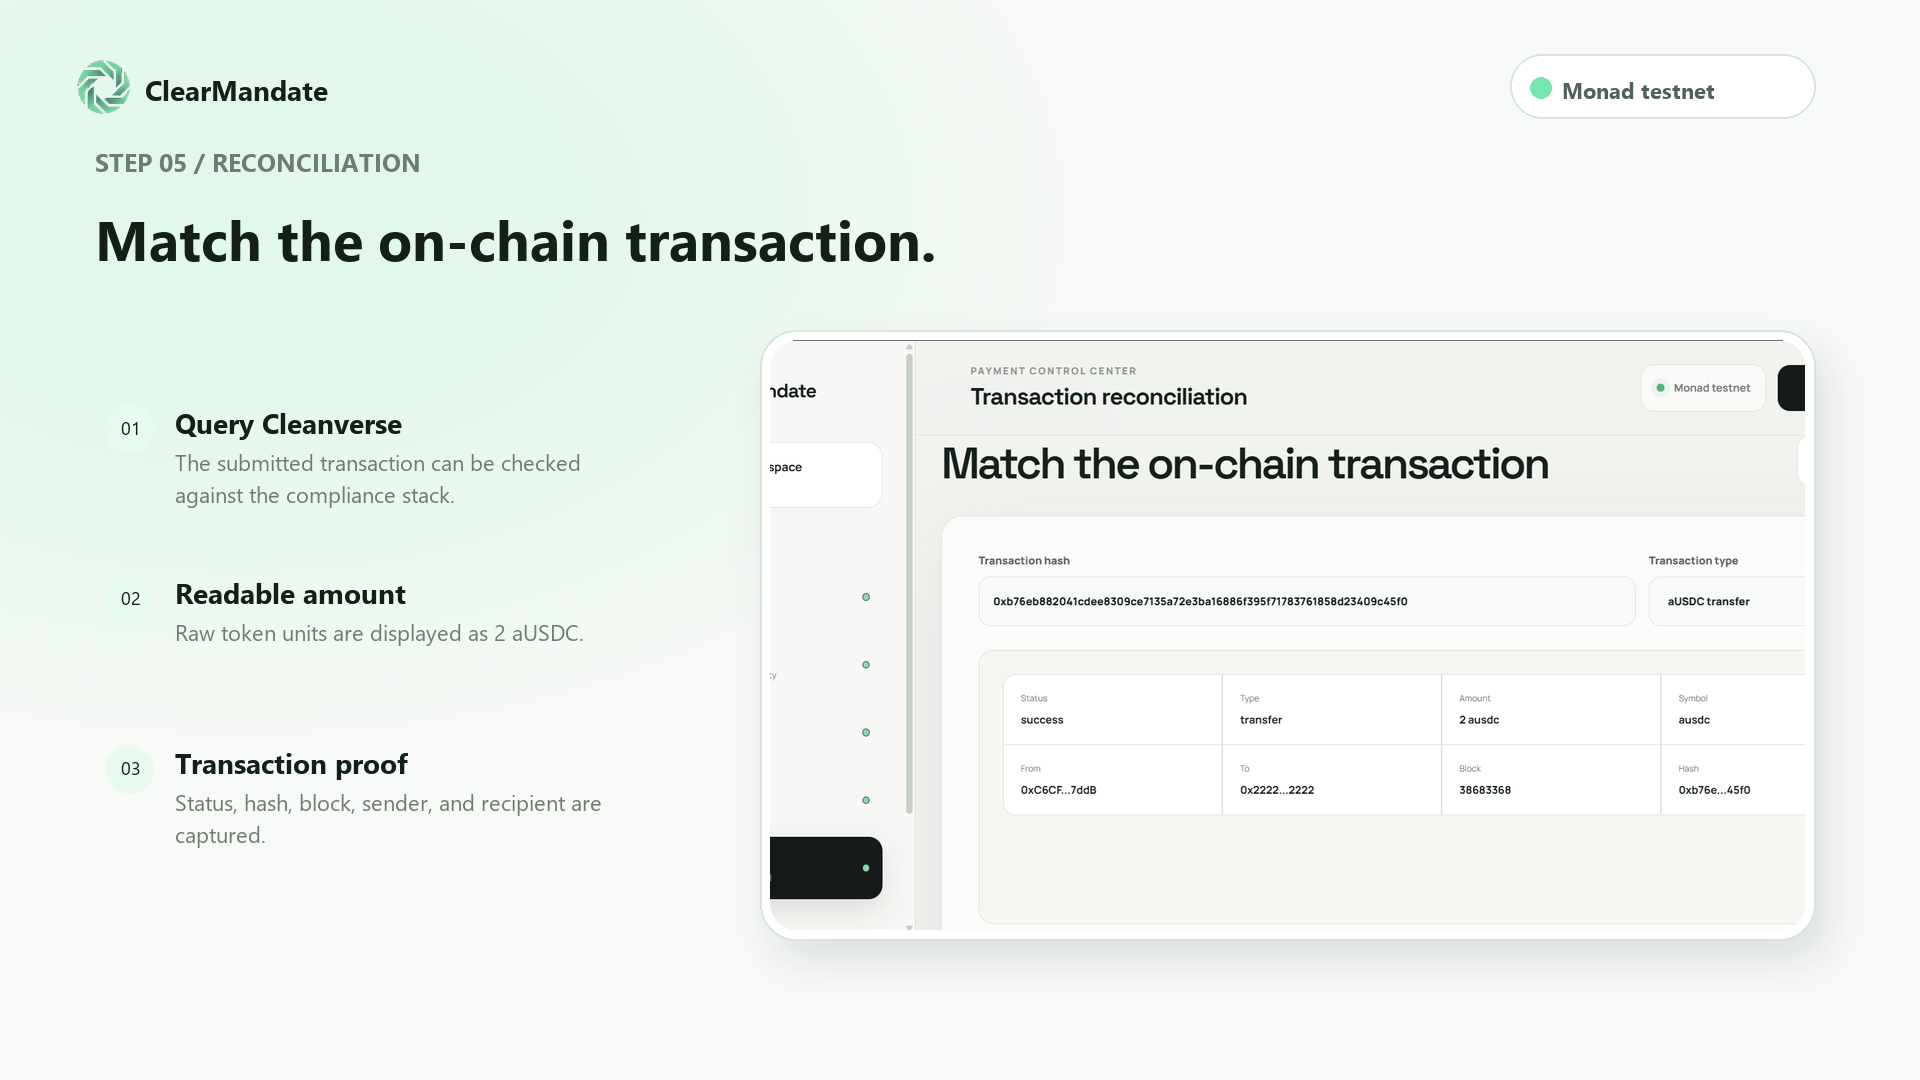 ClearMandate
Monad testnet
STEP 05 / RECONCILIATION
Match the on-chain transaction.
01
Query Cleanverse
The submitted transaction can be checked
against the compliance stack.
02
Readable amount
Raw token units are displayed as 2 aUSDC.
03
Transaction proof
Status, hash, block, sender, and recipient are
captured.
ndate
space
ty
PAYMENT CONTROL CENTER
Transaction reconciliation
Monad testnet
Match the on-chain transaction
Transaction hash
Transaction type
0xb76eb882041cdee8309ce7135a72e3ba16886f395f71783761858d23409c45f0
aUSDC transfer
Status
Type
Amount
Symbol
success
transfer
2 ausdc
ausdc
From
To
Block
Hash
0xC6CF...7ddB
0x2222...2222
38683368
0xb76e...45f0